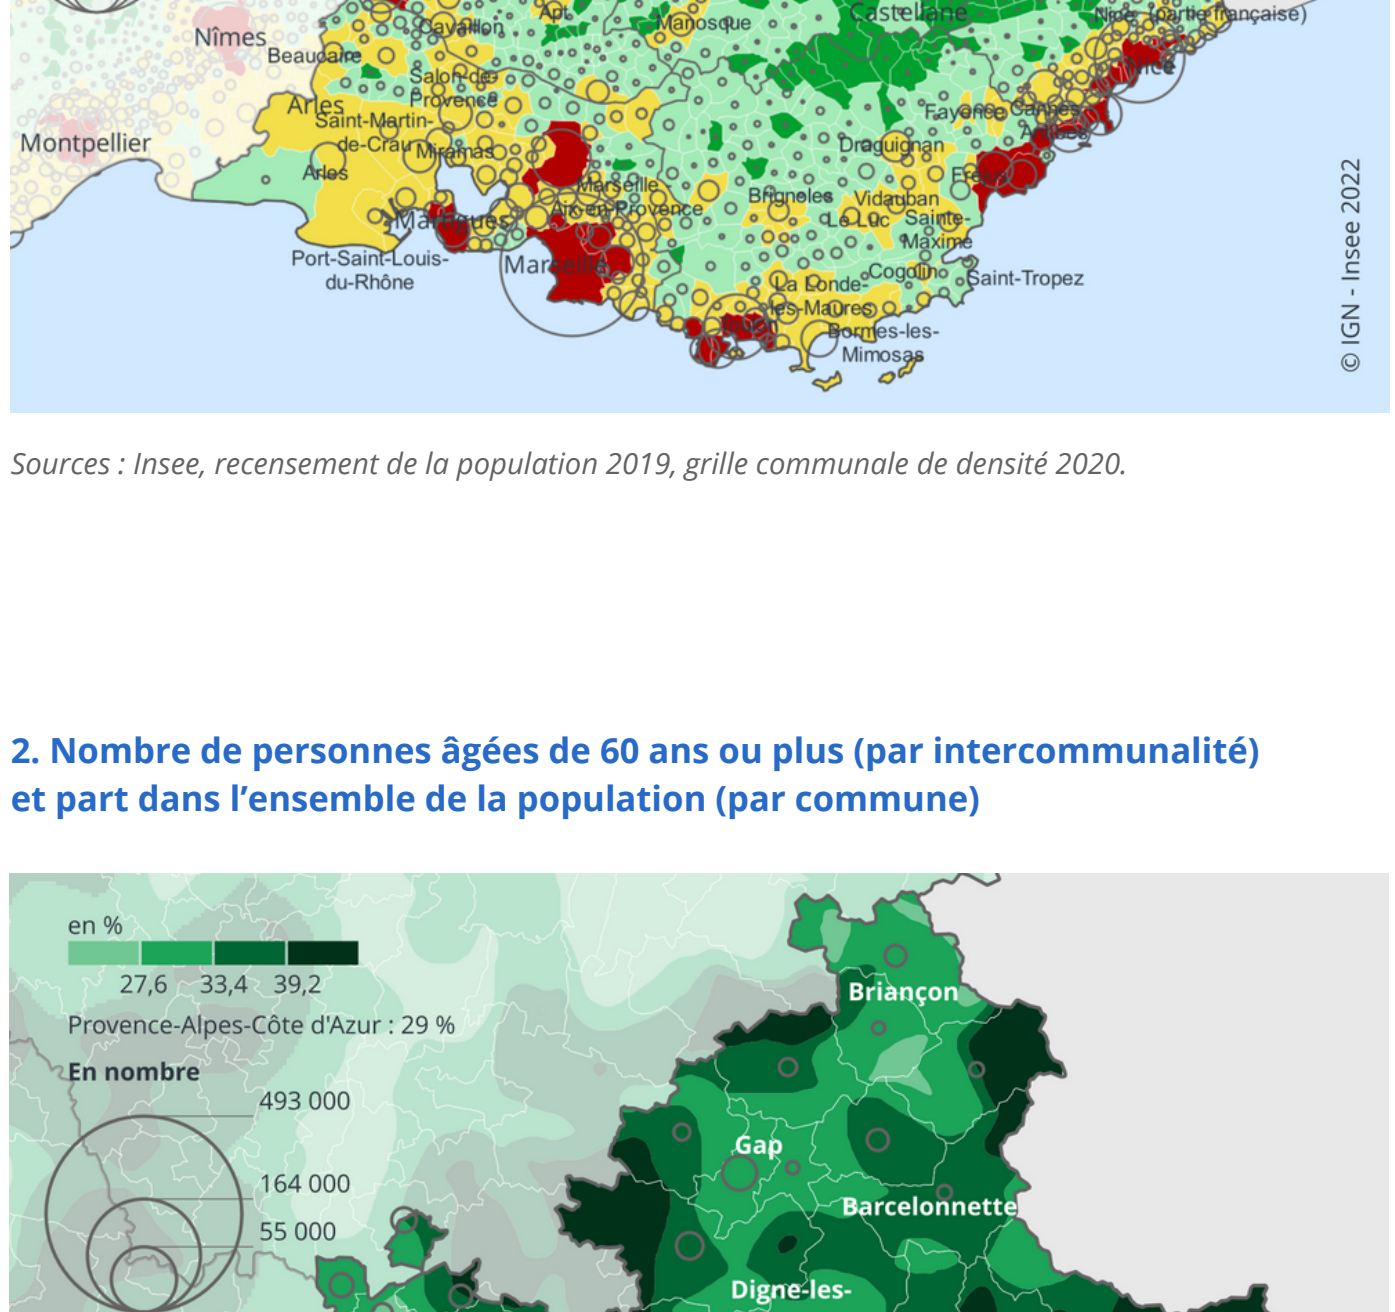 Nîmes
Beaucaire
Cavaillon
Apt
Manosque
Castellane
Nice (partie française)
Nice
Salon-de-
Provence
Arles
Saint-Martin-
de-Crau
Miramas
Montpellier
Arles
Fayence
Cannes
Antibes
Draguignan
Fréjus
Marseille -
Aix-en-Provence
Brignoles
Vidauban
Le Luc
Sainte-
Maxime
Martigues
Port-Saint-Louis-
du-Rhône
Marseille
Cogolin
Saint-Tropez
La Londe-
les-Maures
Toulon
Bormes-les-
Mimosas
© IGN - Insee 2022
Sources : Insee, recensement de la population 2019, grille communale de densité 2020.
2. Nombre de personnes âgées de 60 ans ou plus (par intercommunalité)
et part dans l’ensemble de la population (par commune)
en %
27,6 33,4 39,2
Provence-Alpes-Côte d'Azur : 29 %
En nombre
493 000
164 000
55 000
Briançon
Gap
Barcelonnette
Digne-les-